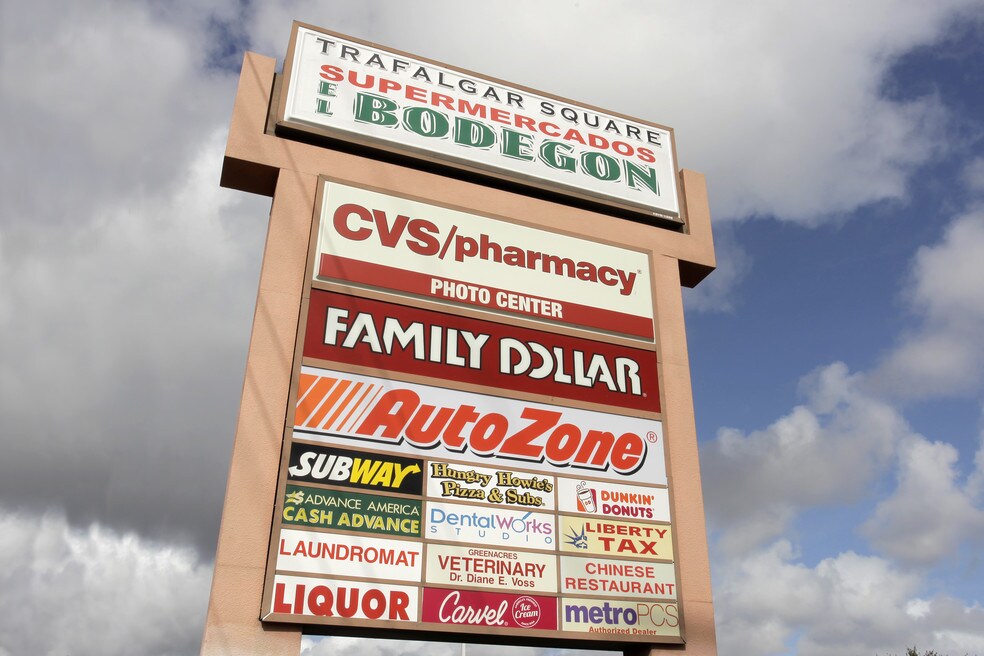 TRAFALGAR SQUARE
SUPERMERCADOS
EL BODEGON
CVS/pharmacy
PHOTO CENTER
FAMILY DOLLAR
AutoZone®
SUBWAY
Hungry Howie's
Pizza & Subs
DUNKIN'
DONUTS
$ ADVANCE AMERICA
CASH ADVANCE
DentalWorks
STUDIO
LIBERTY
TAX
LAUNDROMAT
GREENACRES
VETERINARY
Dr. Diane E. Voss
CHINESE
RESTAURANT
LIQUOR
Carvel
Ice
Cream
metroPCS
Authorized Dealer